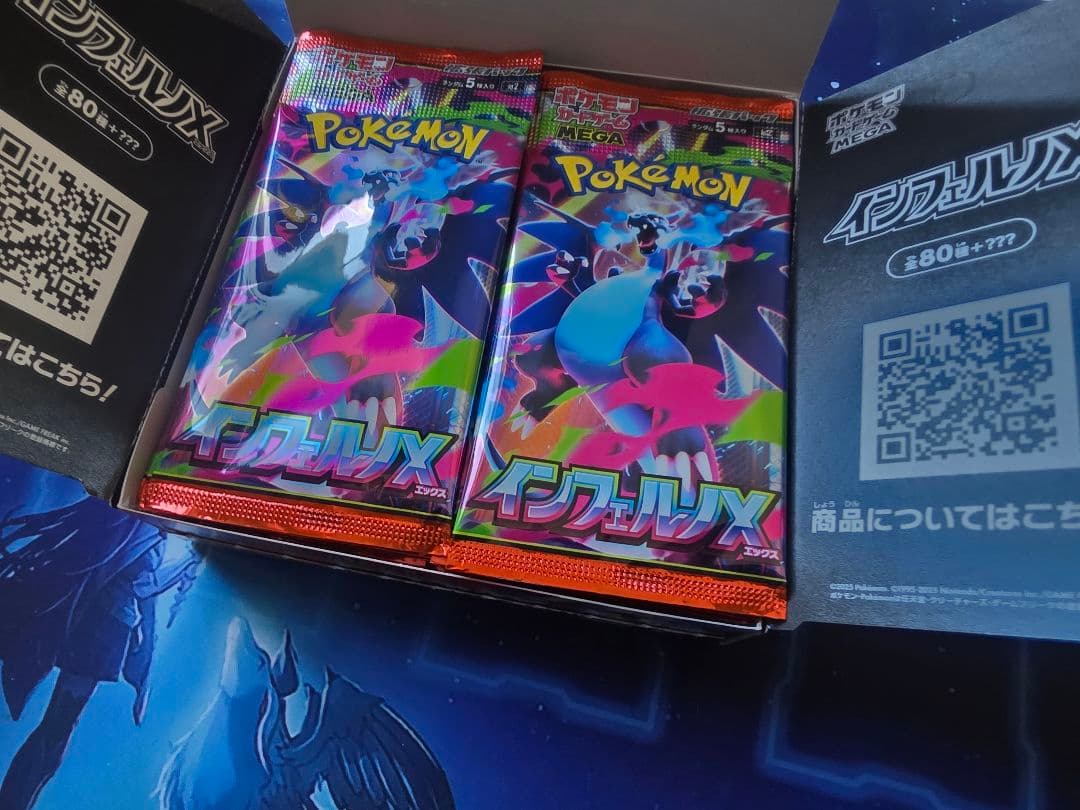 インフェルノX
全80種+???
てはこちら!
ポケモン
カードゲーム
拡張パック
ランダム5枚入り
POKÉMON
インフェルノX
エックス
ポケモン
カードゲーム
MEGA
拡張パック
ランダム5枚入り
POKÉMON
インフェルノX
エックス
ポケモン
カードゲーム
MEGA
インフェルノX
全80種+???
しょう ひん
商品についてはこち